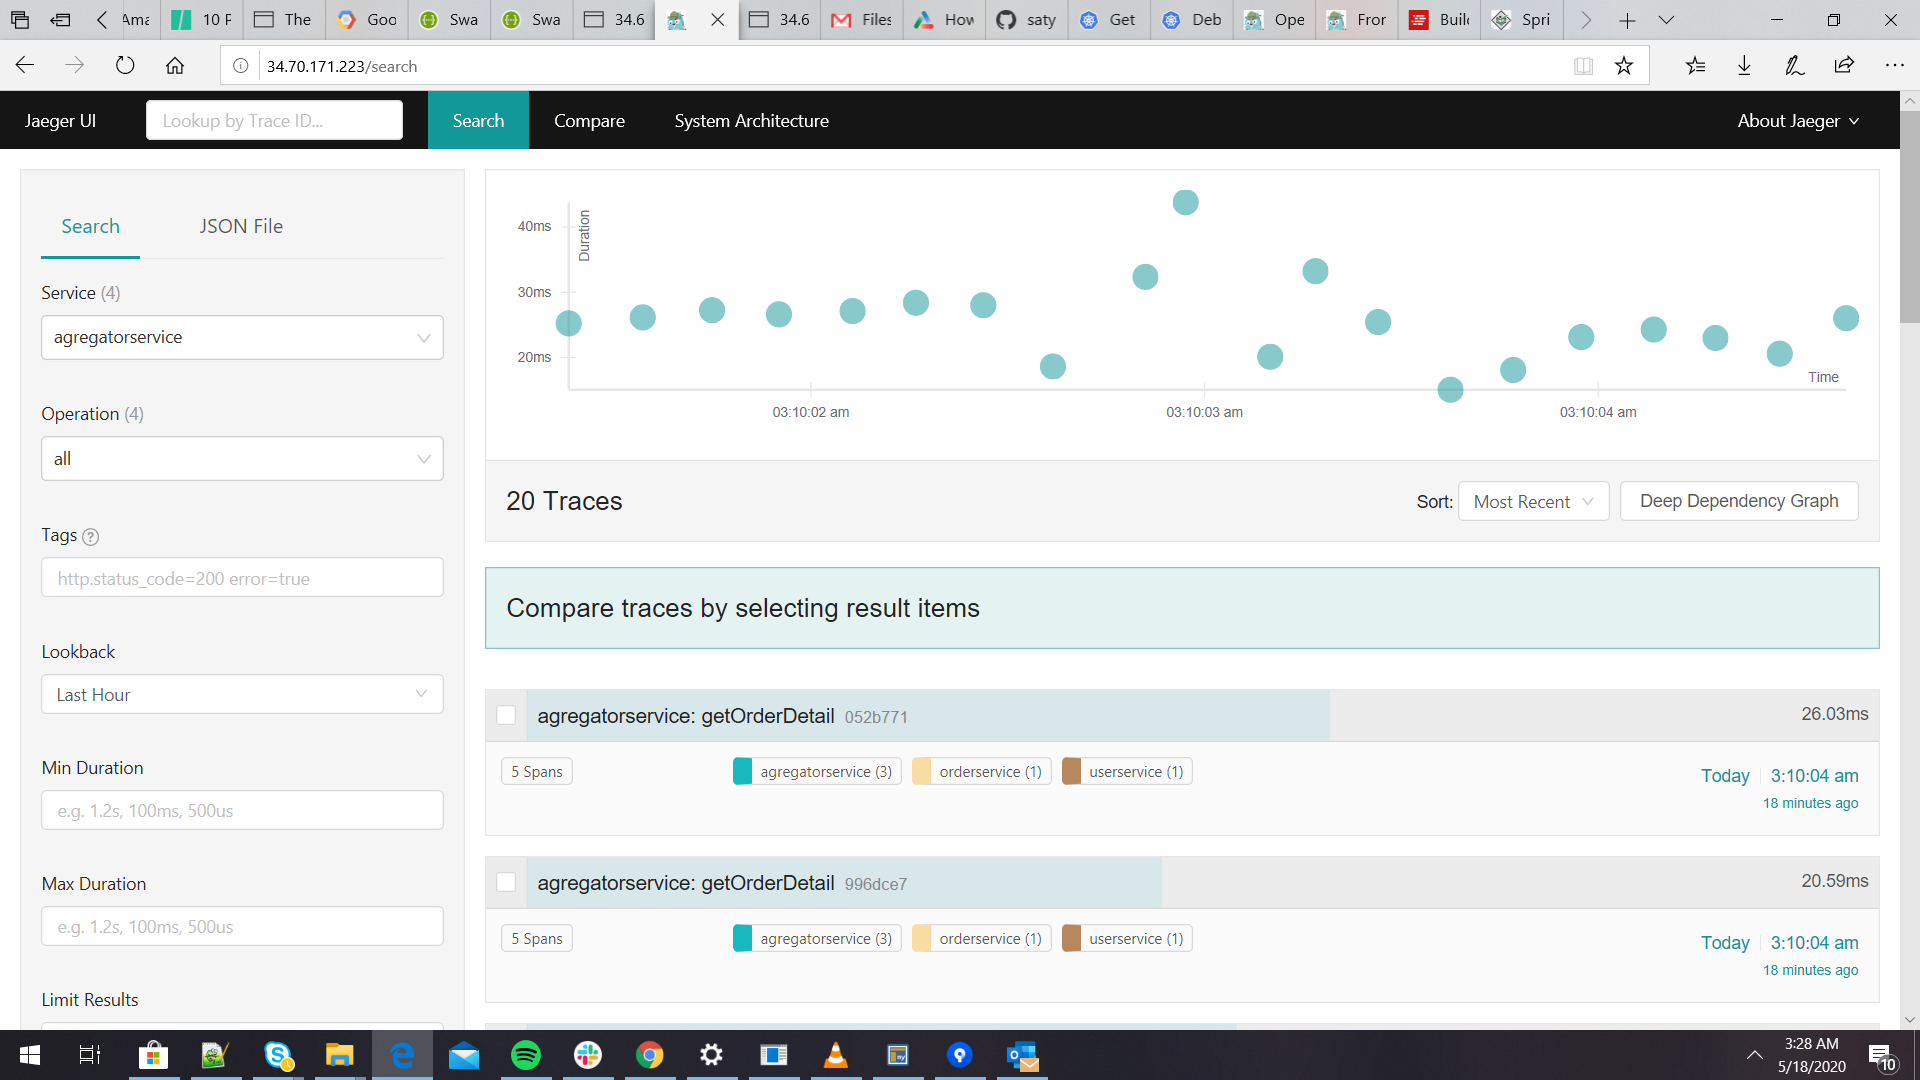 Ama
10 F
The
Goo
Swa
Swa
34.6
34.6
Files
How
saty
Get
Deb
Ope
Fror
Build
Spri
34.70.171.223/search
Jaeger UI
Lookup by Trace ID...
Search
Compare
System Architecture
About Jaeger
Search
JSON File
Service (4)
agregatorservice
Operation (4)
all
Tags ?
http.status_code=200 error=true
Lookback
Last Hour
Min Duration
e.g. 1.2s, 100ms, 500us
Max Duration
e.g. 1.2s, 100ms, 500us
Limit Results
Duration
40ms
30ms
20ms
Time
03:10:02 am
03:10:03 am
03:10:04 am
20 Traces
Sort: Most Recent
Deep Dependency Graph
Compare traces by selecting result items
agregatorservice: getOrderDetail 052b771
26.03ms
5 Spans
agregatorservice (3)
orderservice (1)
userservice (1)
Today 3:10:04 am
18 minutes ago
agregatorservice: getOrderDetail 996dce7
20.59ms
5 Spans
agregatorservice (3)
orderservice (1)
userservice (1)
Today 3:10:04 am
18 minutes ago
3:28 AM
5/18/2020
10